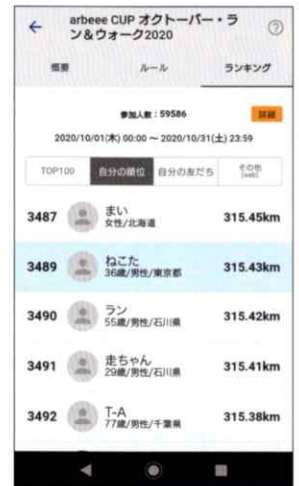 arbeee CUP オクトーバー・ラ
ン&ウォーク2020
概要 ルール ランキング
参加人数：59586 詳細
2020/10/01(木) 00:00 ～ 2020/10/31(土) 23:59
TOP100 自分の順位 自分の友だち その他
(web)
3487 まい 315.45km
女性/北海道
3489 ねこた 315.43km
36歳/男性/東京都
3490 ラン 315.42km
55歳/男性/石川県
3491 走ちゃん 315.41km
29歳/男性/石川県
3492 T-A 315.38km
77歳/男性/千葉県